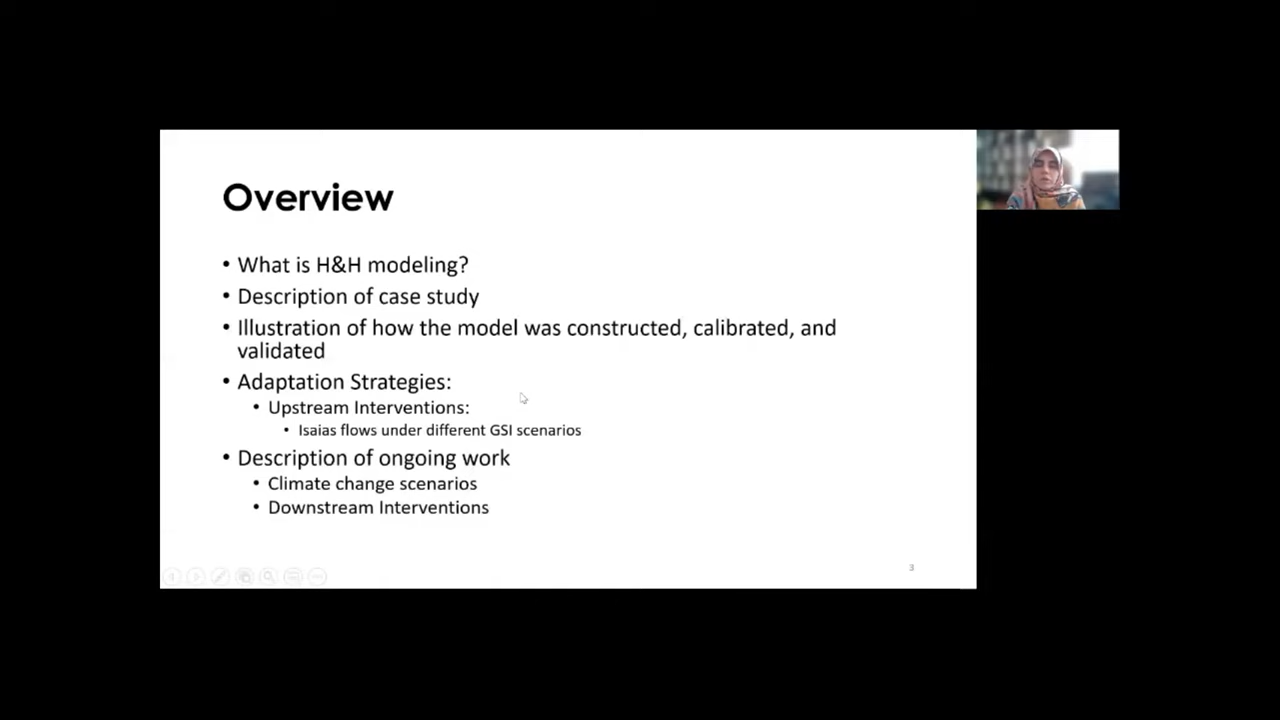 Overview
• What is H&H modeling?
• Description of case study
• Illustration of how the model was constructed, calibrated, and
validated
• Adaptation Strategies:
• Upstream Interventions:
• Isaias flows under different GSI scenarios
• Description of ongoing work
• Climate change scenarios
• Downstream Interventions
3